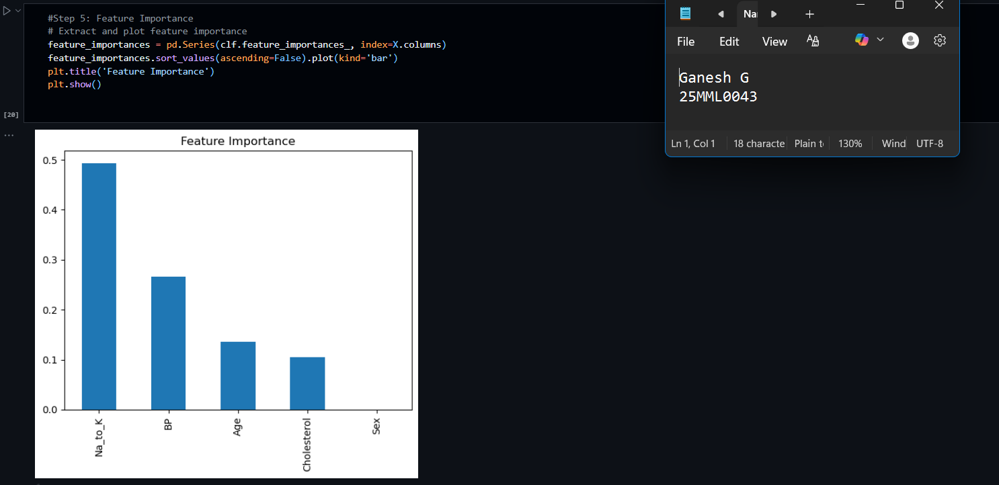 #Step 5: Feature Importance
# Extract and plot feature importance
feature_importances = pd.Series(clf.feature_importances_, index=X.columns)
feature_importances.sort_values(ascending=False).plot(kind='bar')
plt.title('Feature Importance')
plt.show()
[20]
...
Feature Importance
0.5
0.4
0.3
0.2
0.1
0.0
Na_to_K
BP
Age
Cholesterol
Sex
Na
File Edit View
Ganesh G
25MML0043
Ln 1, Col 1 18 characte Plain t 130% Wind UTF-8